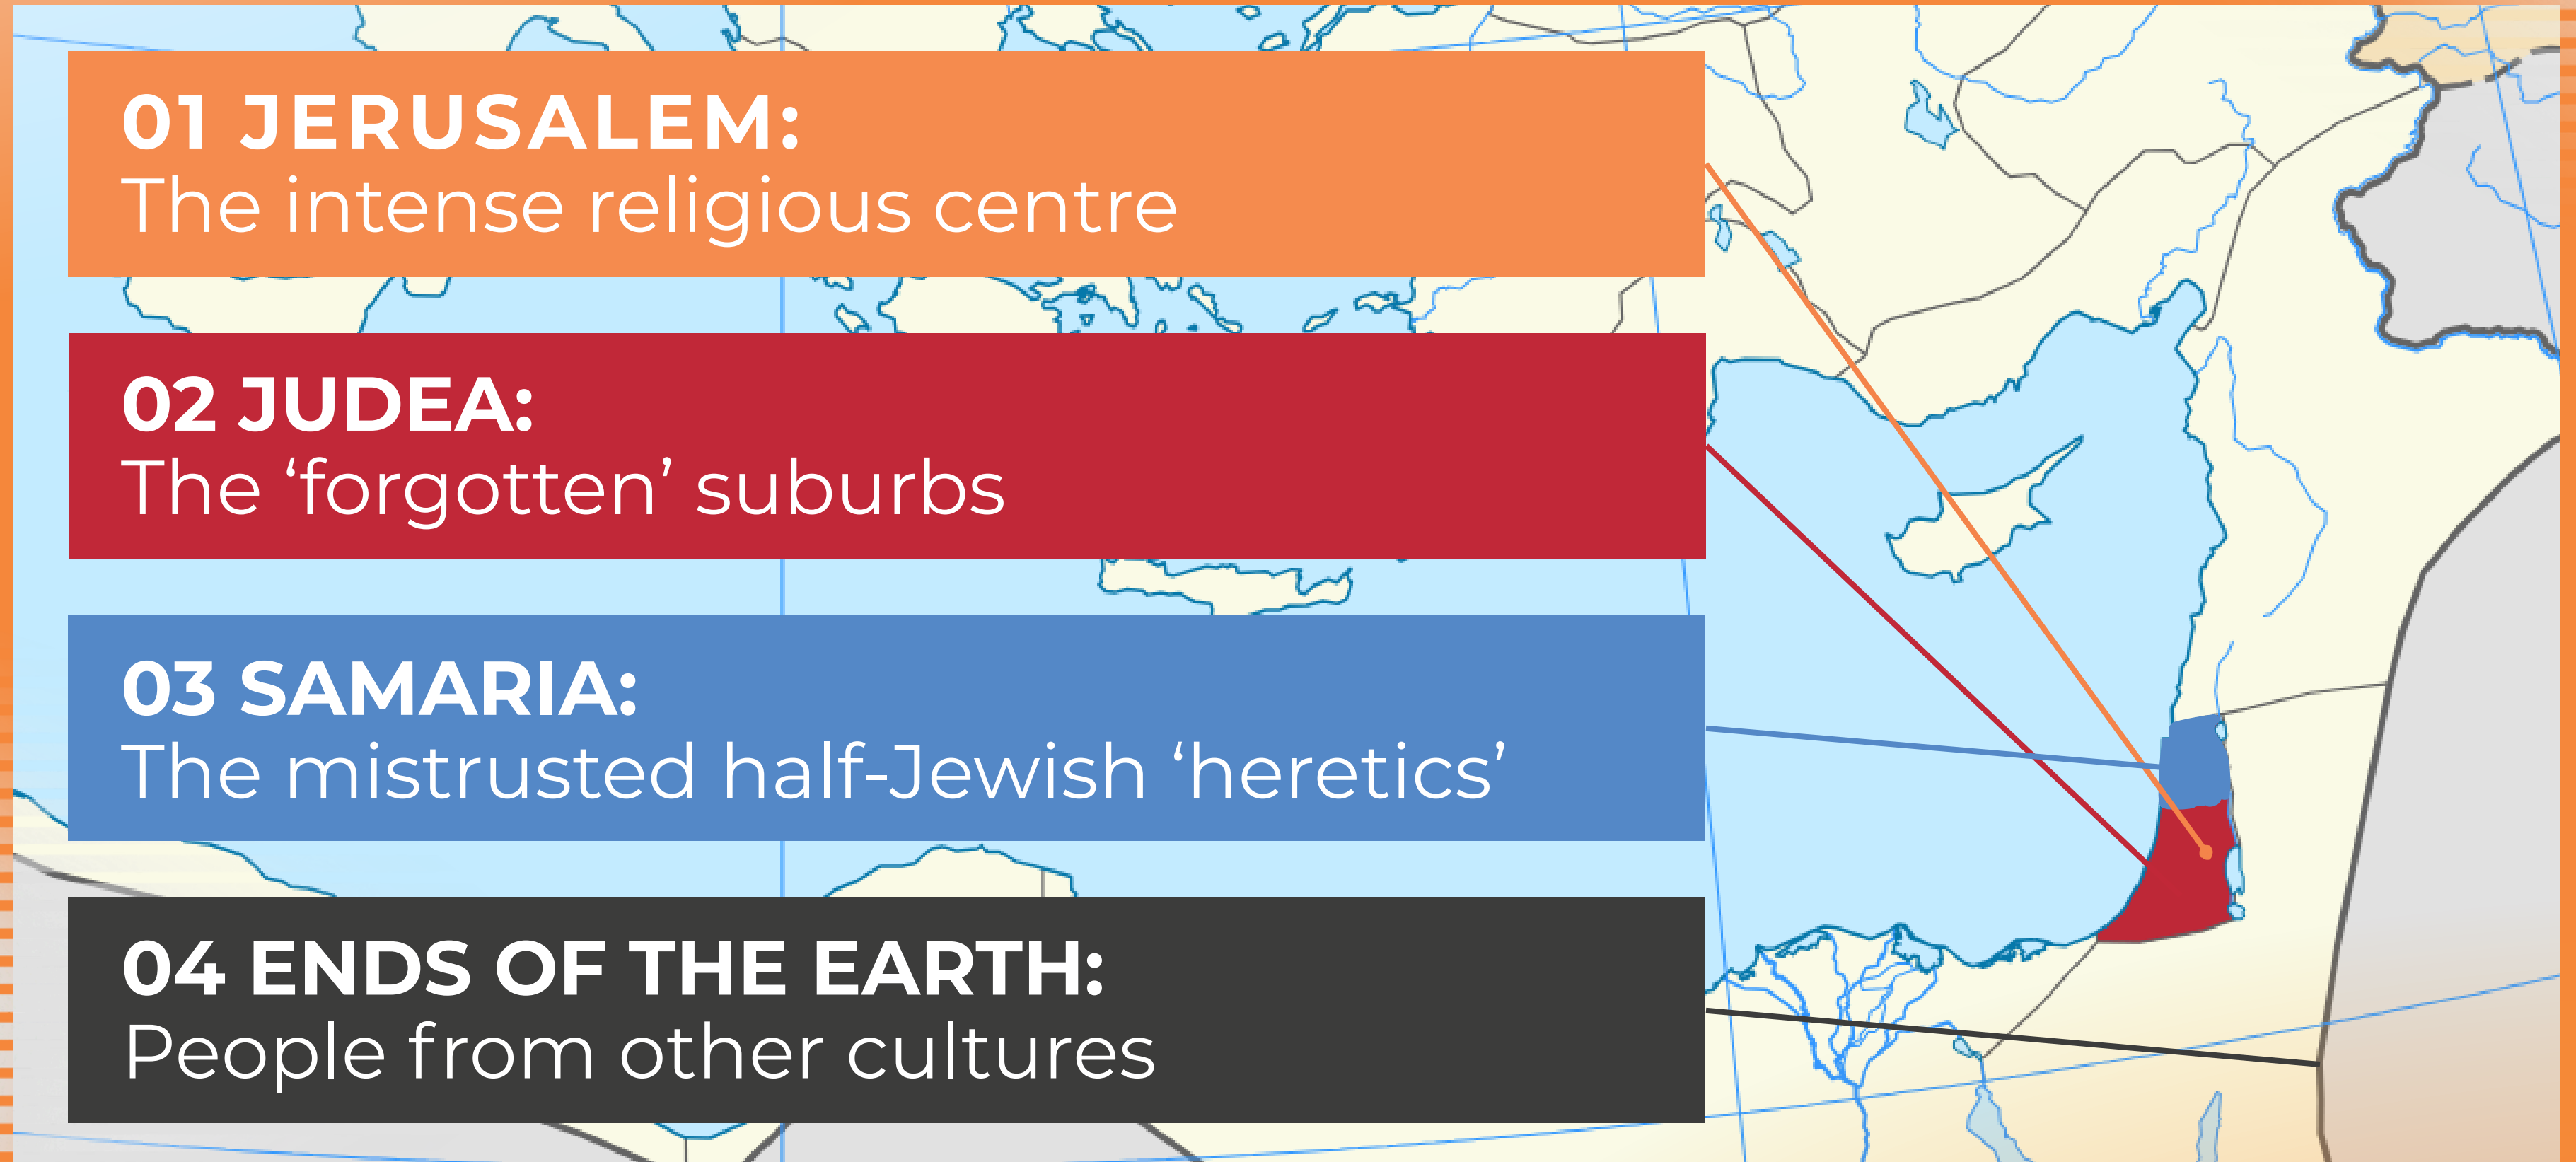 01 JERUSALEM:
The intense religious centre
02 JUDEA:
The ‘forgotten’ suburbs
03 SAMARIA:
The mistrusted half-Jewish ‘heretics’
04 ENDS OF THE EARTH:
People from other cultures